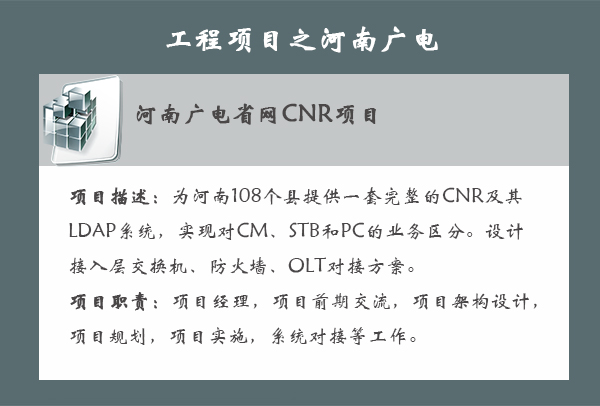 工程项目之河南广电
河南广电省网CNR项目
项目描述：为河南108个县提供一套完整的CNR及其
LDAP系统，实现对CM、STB和PC的业务区分。设计
接入层交换机、防火墙、OLT对接方案。
项目职责：项目经理，项目前期交流，项目架构设计，
项目规划，项目实施，系统对接等工作。